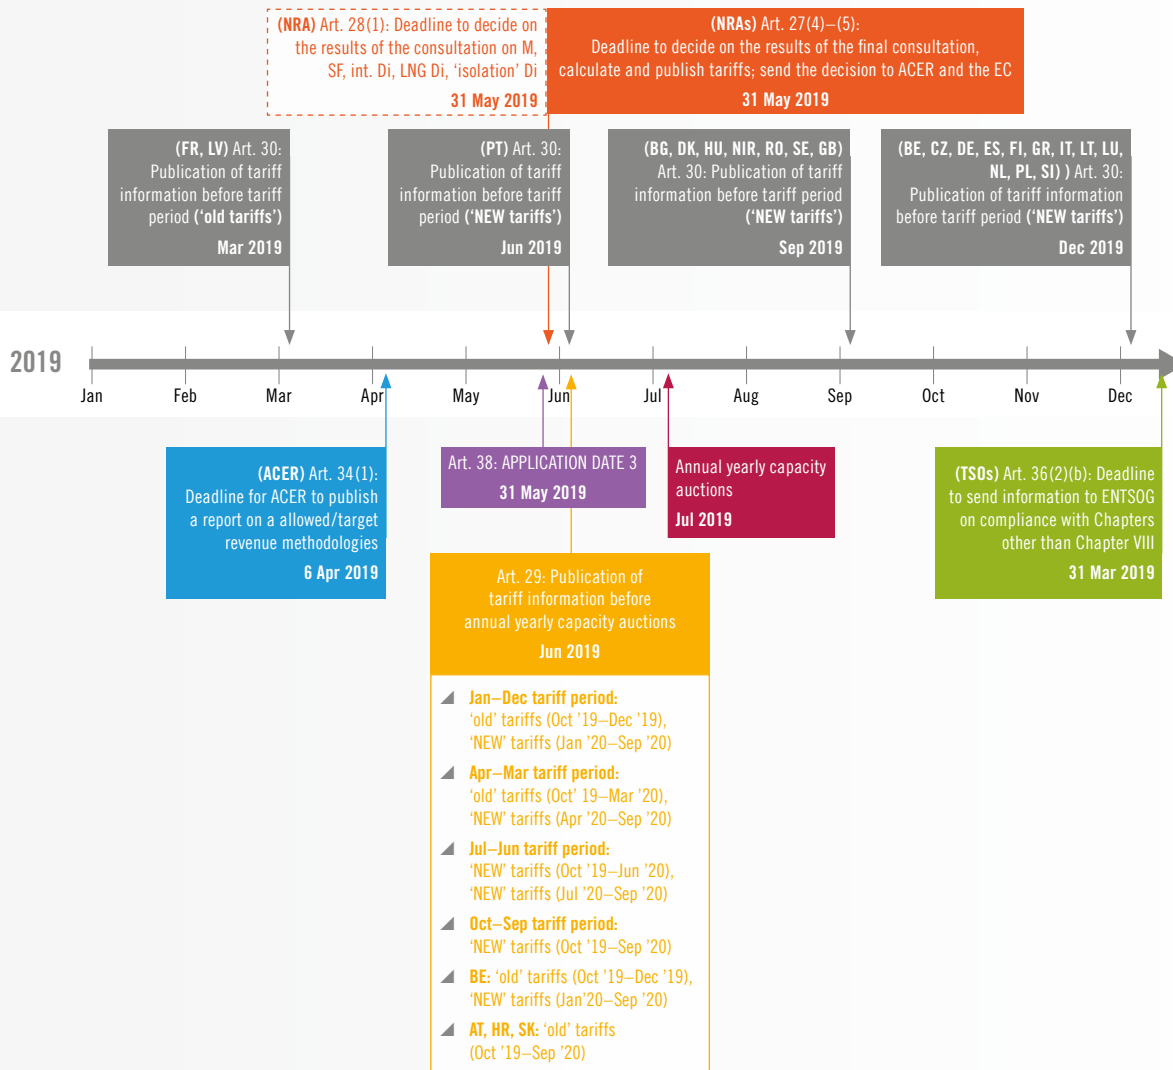 (NRA) Art. 28(1): Deadline to decide on
the results of the consultation on M,
SF, int. Di, LNG Di, ‘isolation’ Di
31 May 2019
(NRAs) Art. 27(4)–(5):
Deadline to decide on the results of the final consultation,
calculate and publish tariffs; send the decision to ACER and the EC
31 May 2019
(FR, LV) Art. 30:
Publication of tariff
information before tariff
period (‘old tariffs’)
Mar 2019
(PT) Art. 30:
Publication of tariff
information before tariff
period (‘NEW tariffs’)
Jun 2019
(BG, DK, HU, NIR, RO, SE, GB)
Art. 30: Publication of tariff
information before tariff period
(‘NEW tariffs’)
Sep 2019
(BE, CZ, DE, ES, FI, GR, IT, LT, LU,
NL, PL, SI) ) Art. 30:
Publication of tariff information
before tariff period (‘NEW tariffs’)
Dec 2019
2019
Jan
Feb
Mar
Apr
May
Jun
Jul
Aug
Sep
Oct
Nov
Dec
(ACER) Art. 34(1):
Deadline for ACER to publish
a report on a allowed/target
revenue methodologies
6 Apr 2019
Art. 38: APPLICATION DATE 3
31 May 2019
Annual yearly capacity
auctions
Jul 2019
(TSOs) Art. 36(2)(b): Deadline
to send information to ENTSOG
on compliance with Chapters
other than Chapter VIII
31 Mar 2019
Art. 29: Publication of
tariff information before
annual yearly capacity auctions
Jun 2019
Jan–Dec tariff period:
‘old’ tariffs (Oct ’19–Dec ’19),
‘NEW’ tariffs (Jan ’20–Sep ’20)
Apr–Mar tariff period:
‘old’ tariffs (Oct’ 19–Mar ’20),
‘NEW’ tariffs (Apr ’20–Sep ’20)
Jul–Jun tariff period:
‘NEW’ tariffs (Oct ’19–Jun ’20),
‘NEW’ tariffs (Jul ’20–Sep ’20)
Oct–Sep tariff period:
‘NEW’ tariffs (Oct ’19–Sep ’20)
BE: ‘old’ tariffs (Oct ’19–Dec ’19),
‘NEW’ tariffs (Jan’20–Sep ’20)
AT, HR, SK: ‘old’ tariffs
(Oct ’19–Sep ’20)